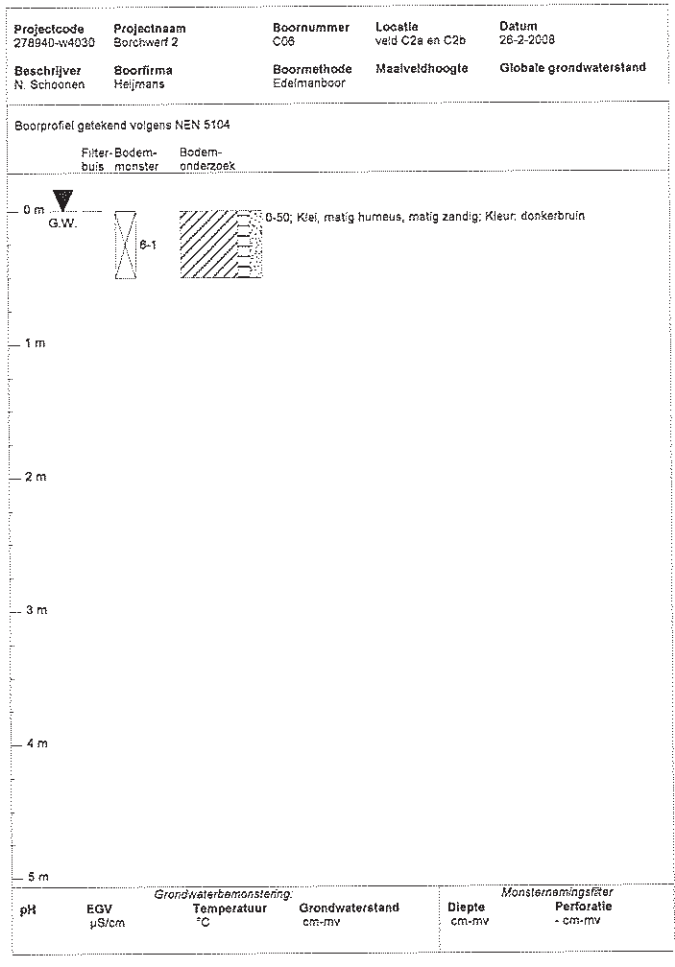 Projectcode Projectnaam Boornummer Locatie Datum
278940-w4030 Borchwerf 2 C06 veld C2a en C2b 26-2-2008
Beschrijver Boorfirma Boormethode Maaiveldhoogte Globale grondwaterstand
N. Schoonen Heijmans Edelmanboor
Boorprofiel getekend volgens NEN 5104
Filter- Bodem- Bodem-
buis monster onderzoek
0 m
G.W.
0-50; Klei, matig humeus, matig zandig; Kleur: donkerbruin
6-1
1 m
2 m
3 m
4 m
5 m
Grondwaterbemonstering: Monsternemingsfilter
pH EGV Temperatuur Grondwaterstand Diepte Perforatie
µS/cm °C cm-mv cm-mv - cm-mv